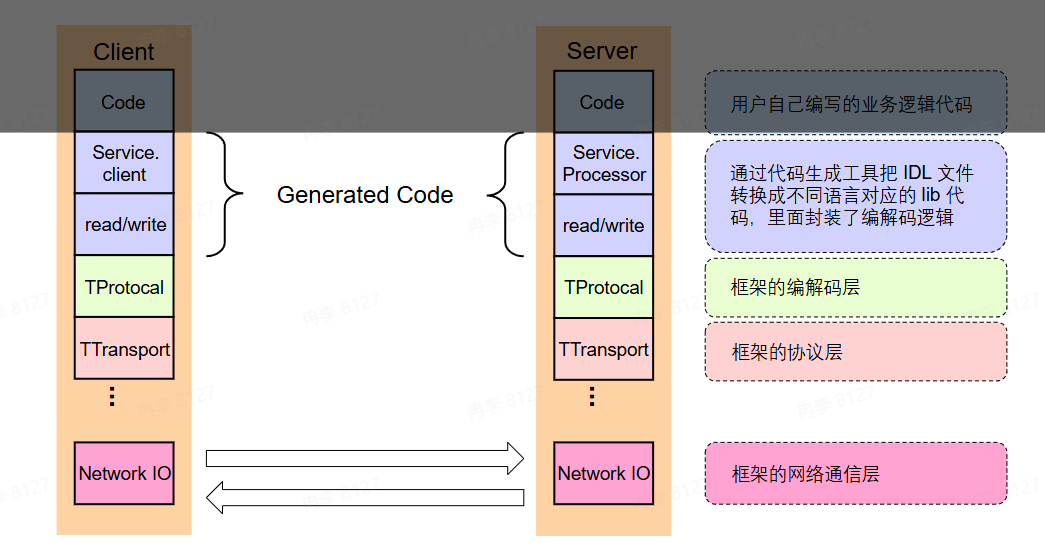 Client
Server
Code
Code
用户自己编写的业务逻辑代码
Service.
client
Generated Code
Service.
Processor
通过代码生成工具把 IDL 文件
转换成不同语言对应的 lib 代
码，里面封装了编解码逻辑
read/write
read/write
TProtocal
TProtocal
框架的编解码层
TTransport
TTransport
框架的协议层
Network IO
Network IO
框架的网络通信层
冉李 8127